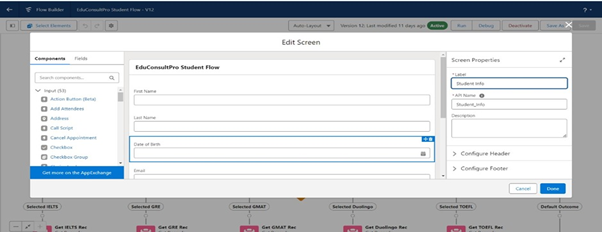 Flow Builder
EduConsultPro Student Flow - V12
Select Elements
Auto-Layout
Version 12: Last modified 11 days ago
Active
Run
Debug
Deactivate
Save As
Edit Screen
Components
Fields
Search components...
Input (53)
Action Button (Beta)
Add Attendees
Address
Call Script
Cancel Appointment
Checkbox
Checkbox Group
Get more on the AppExchange
EduConsultPro Student Flow
First Name
Last Name
Date of Birth
Email
Screen Properties
* Label
Student Info
* API Name
Student_Info
Description
Configure Header
Configure Footer
Cancel
Done
Selected IELTS
Selected GRE
Selected GMAT
Selected Duolingo
Selected TOEFL
Default Outcome
Get IELTS Rec
Get GRE Rec
Get GMAT Rec
Get Duolingo Rec
Get TOEFL Rec